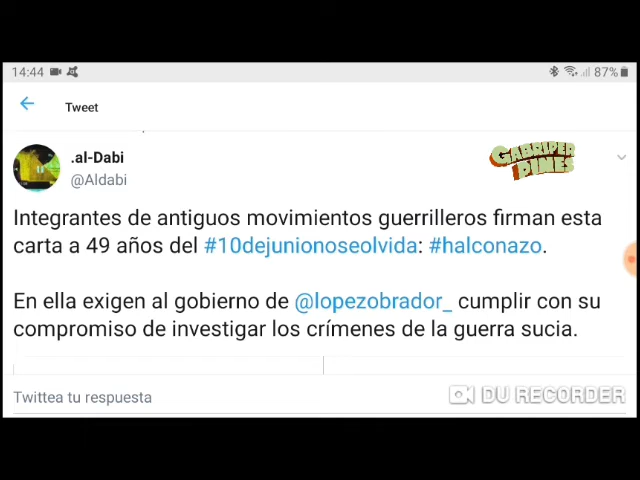 14:44
87%
Tweet
.al-Dabi
@Aldabi
GABRIPER DIMES
Integrantes de antiguos movimientos guerrilleros firman esta
carta a 49 años del #10dejunionoseolvida: #halconazo.
En ella exigen al gobierno de @lopezobrador_ cumplir con su
compromiso de investigar los crímenes de la guerra sucia.
Twittea tu respuesta
DU RECORDER